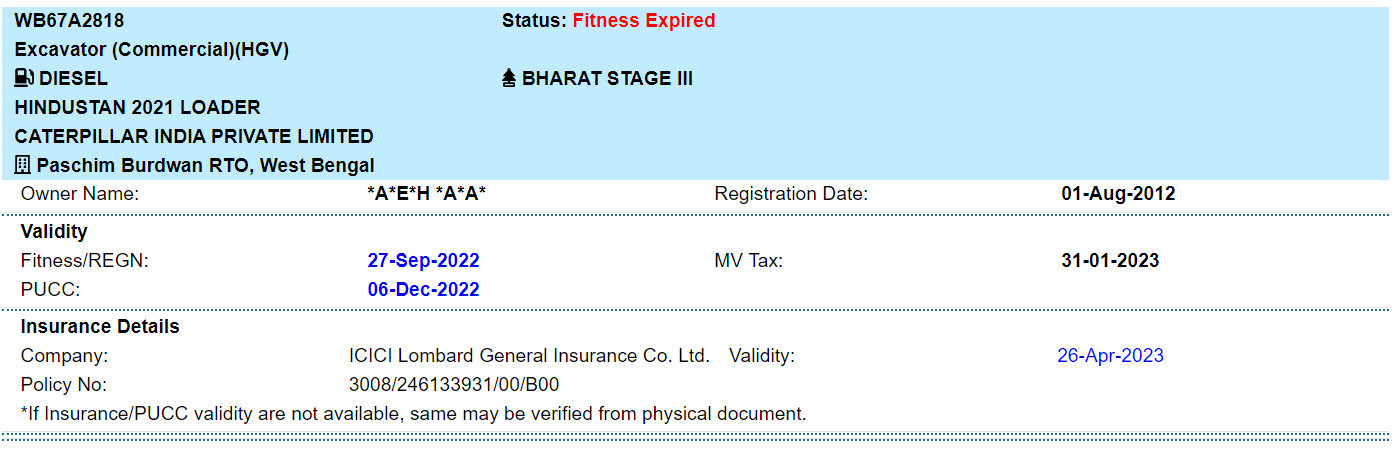 WB67A2818 Status: Fitness Expired
Excavator (Commercial)(HGV)
DIESEL BHARAT STAGE III
HINDUSTAN 2021 LOADER
CATERPILLAR INDIA PRIVATE LIMITED
Paschim Burdwan RTO, West Bengal
Owner Name: *A*E*H *A*A* Registration Date: 01-Aug-2012
Validity
Fitness/REGN: 27-Sep-2022 MV Tax: 31-01-2023
PUCC: 06-Dec-2022
Insurance Details
Company: ICICI Lombard General Insurance Co. Ltd. Validity: 26-Apr-2023
Policy No: 3008/246133931/00/B00
*If Insurance/PUCC validity are not available, same may be verified from physical document.